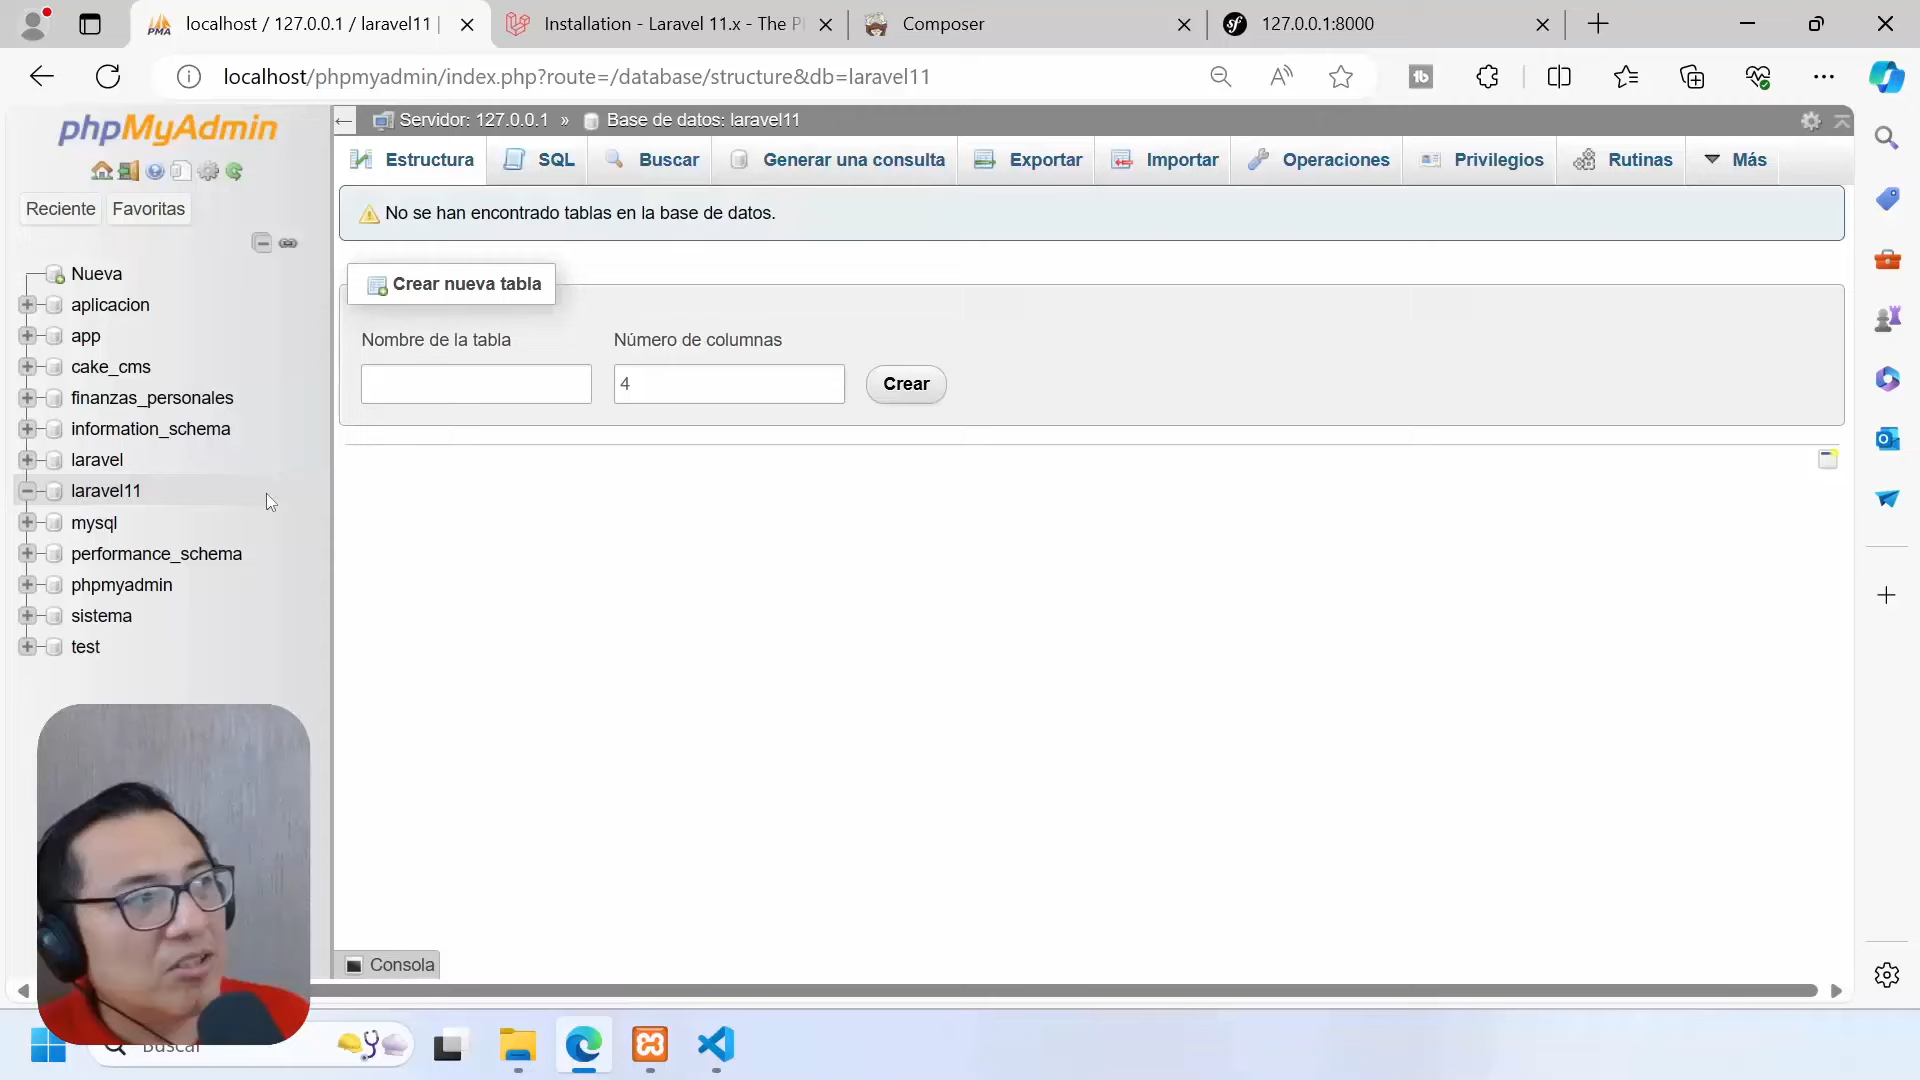 localhost / 127.0.0.1 / laravel11 |
Installation - Laravel 11.x - The P
Composer
127.0.0.1:8000
localhost/phpmyadmin/index.php?route=/database/structure&db=laravel11
phpMyAdmin
Reciente
Favoritas
Nueva
aplicacion
app
cake_cms
finanzas_personales
information_schema
laravel
laravel11
mysql
performance_schema
phpmyadmin
sistema
test
Servidor: 127.0.0.1 » Base de datos: laravel11
Estructura
SQL
Buscar
Generar una consulta
Exportar
Importar
Operaciones
Privilegios
Rutinas
Más
No se han encontrado tablas en la base de datos.
Crear nueva tabla
Nombre de la tabla
Número de columnas
4
Crear
Consola
Buscar